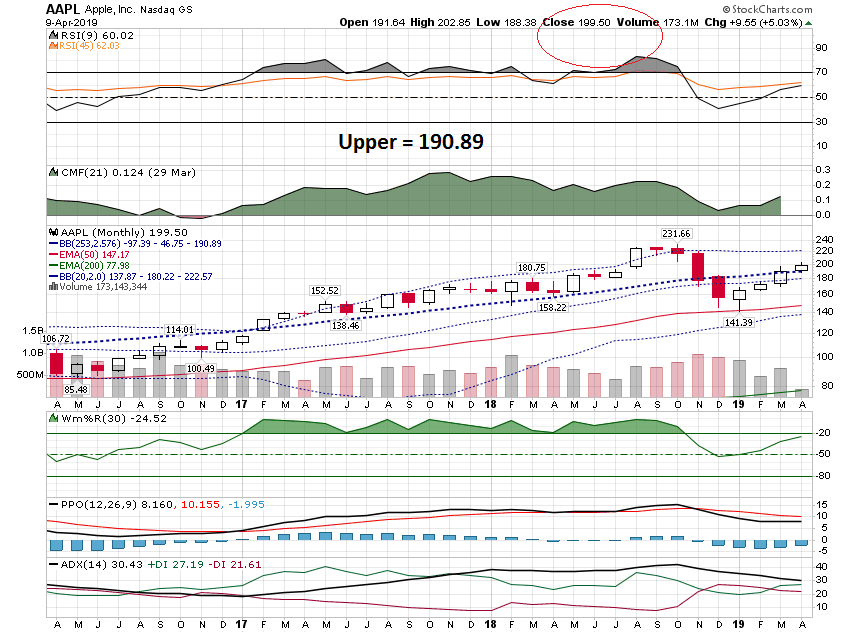 AAPL Apple, Inc. Nasdaq GS © StockCharts.com
9-Apr-2019 Open 191.64 High 202.85 Low 188.38 Close 199.50 Volume 173.1M Chg +9.55 (+5.03%)
RSI(9) 60.02
RSI(45) 62.03
90
70
50
30
10
Upper = 190.89
CMF(21) 0.124 (29 Mar)
0.3
0.2
0.1
0.0
AAPL (Monthly) 199.50
BB(253,2.576) -97.39 - 46.75 - 190.89
EMA(50) 147.17
EMA(200) 77.98
BB(20,2.0) 137.87 - 180.22 - 222.57
Volume 173,143,344
231.66
180.75
152.52
158.22
138.46
141.39
114.01
106.72
100.49
85.48
240
220
200
180
160
140
120
100
80
1.5B
1.0B
500M
A M J J A S O N D 17 F M A M J J A S O N D 18 F M A M J J A S O N D 19 F M A
Wm%R(30) -24.52
-20
-50
-80
PPO(12,26,9) 8.160, 10.155, -1.995
15
10
5
0
-5
ADX(14) 30.43 +DI 27.19 -DI 21.61
40
30
20
10
A M J J A S O N D 17 F M A M J J A S O N D 18 F M A M J J A S O N D 19 F M A